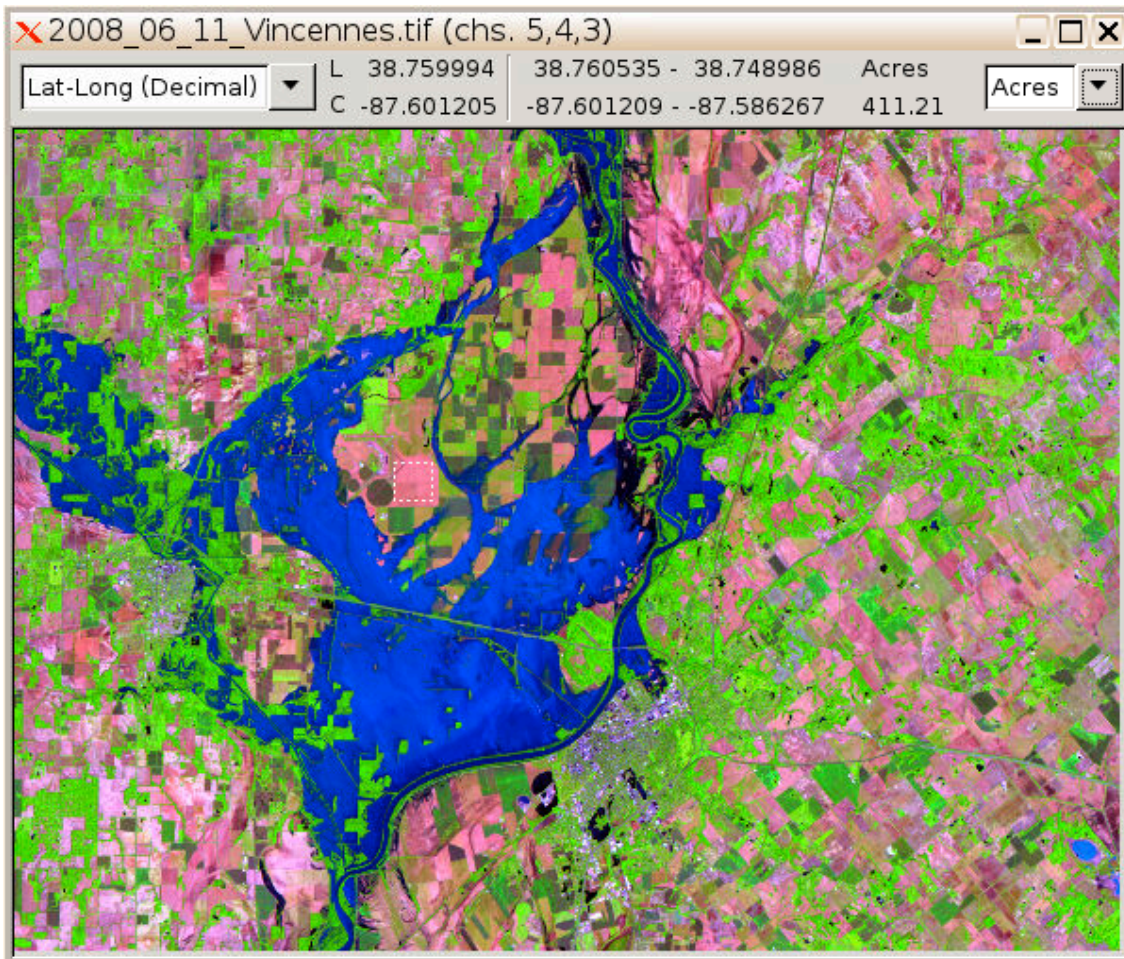 2008_06_11_Vincennes.tif (chs. 5,4,3)
Lat-Long (Decimal) L 38.759994 38.760535 - 38.748986 Acres Acres
C -87.601205 -87.601209 - -87.586267 411.21